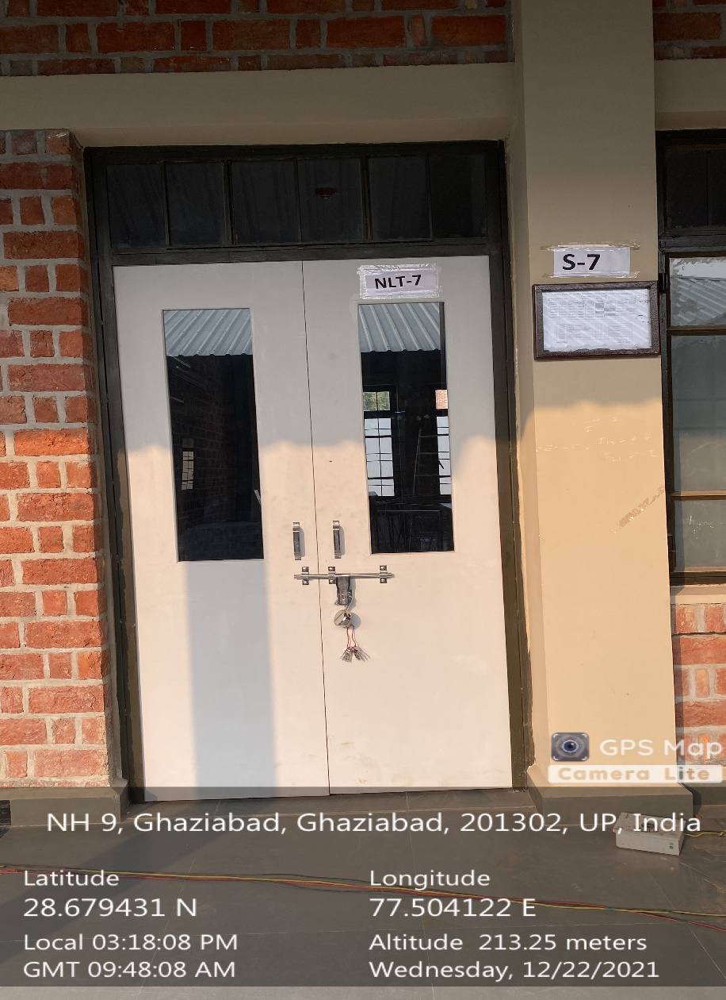 S-7
NLT-7
GPS Map
Camera Lite
NH 9, Ghaziabad, Ghaziabad, 201302, UP, India
Latitude
28.679431 N
Longitude
77.504122 E
Local 03:18:08 PM
GMT 09:48:08 AM
Altitude 213.25 meters
Wednesday, 12/22/2021